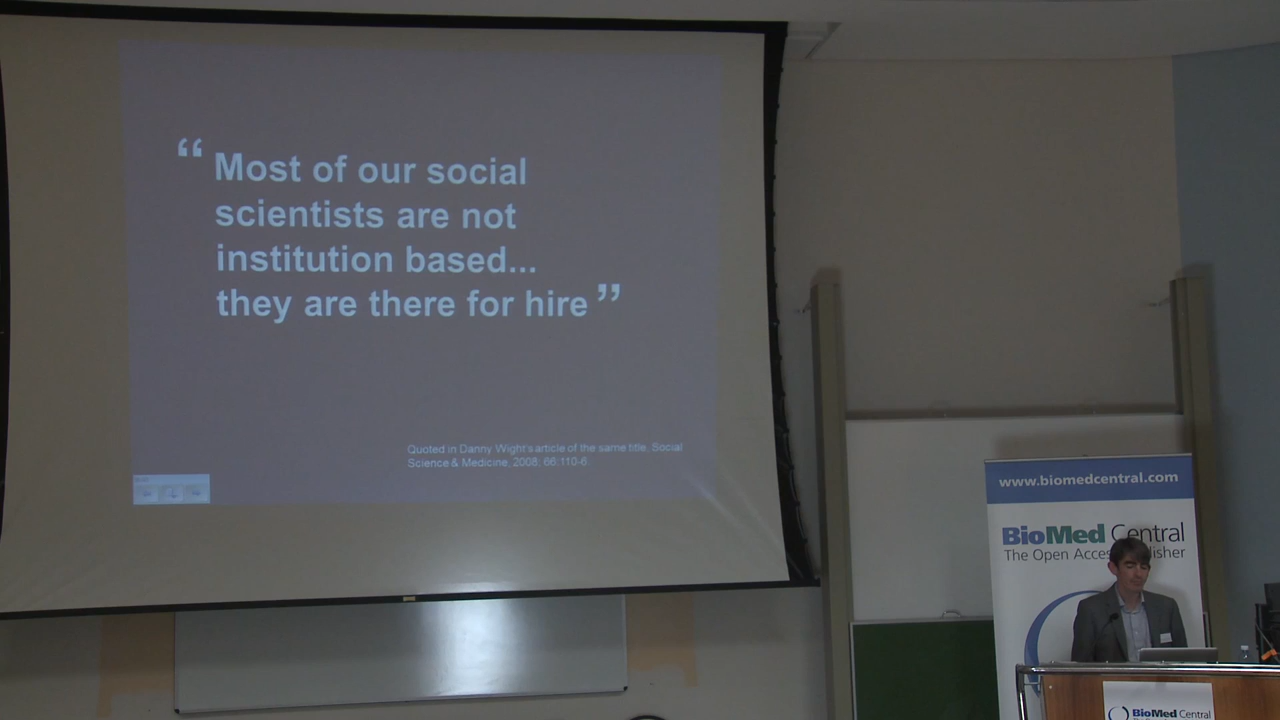 “ Most of our social
scientists are not
institution based...
they are there for hire ”
Quoted in Danny Wight's article of the same title, Social
Science & Medicine, 2008; 66:110-6.
www.biomedcentral.com
BioMed Central
The Open Access
BioMed Central